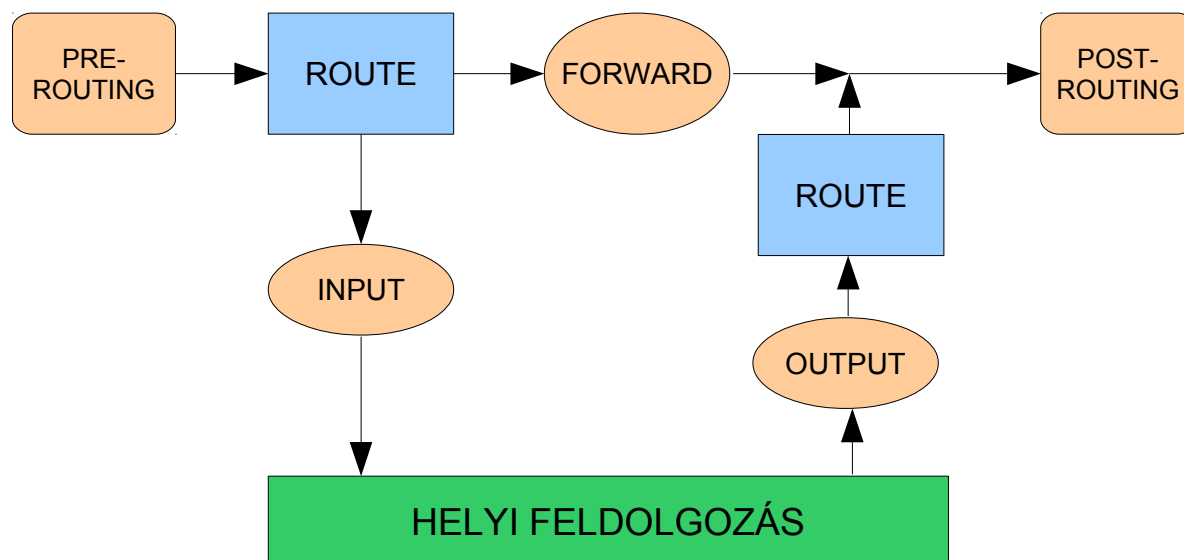 PRE-
ROUTING
ROUTE
FORWARD
POST-
ROUTING
ROUTE
INPUT
OUTPUT
HELYI FELDOLGOZÁS